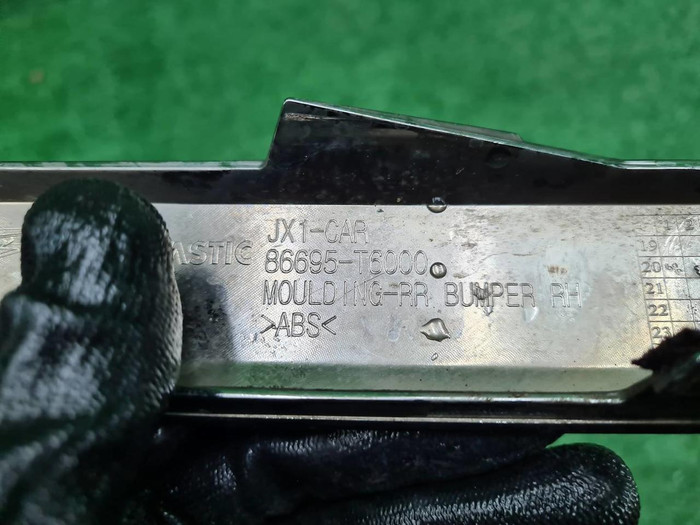 JX1-CAR
ASTIC 86695-T6000
MOULDING-RR BUMPER RH
>ABS<
19
20
21
22
23